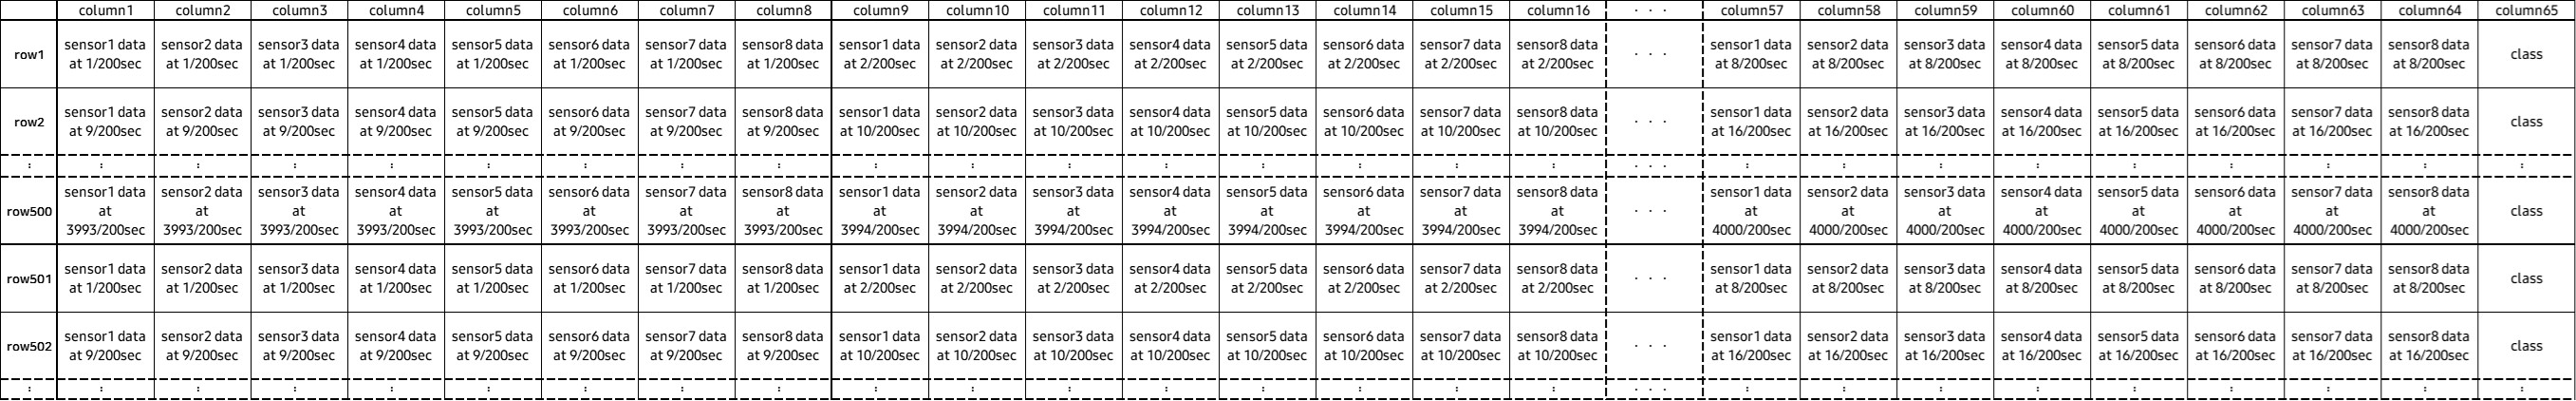 column1 column2 column3 column4 column5 column6 column7 column8 column9 column10 column11 column12 column13 column14 column15 column16 · · · column57 column58 column59 column60 column61 column62 column63 column64 column65
row1 sensor1 data at 1/200sec sensor2 data at 1/200sec sensor3 data at 1/200sec sensor4 data at 1/200sec sensor5 data at 1/200sec sensor6 data at 1/200sec sensor7 data at 1/200sec sensor8 data at 1/200sec sensor1 data at 2/200sec sensor2 data at 2/200sec sensor3 data at 2/200sec sensor4 data at 2/200sec sensor5 data at 2/200sec sensor6 data at 2/200sec sensor7 data at 2/200sec sensor8 data at 2/200sec · · · sensor1 data at 8/200sec sensor2 data at 8/200sec sensor3 data at 8/200sec sensor4 data at 8/200sec sensor5 data at 8/200sec sensor6 data at 8/200sec sensor7 data at 8/200sec sensor8 data at 8/200sec class
row2 sensor1 data at 9/200sec sensor2 data at 9/200sec sensor3 data at 9/200sec sensor4 data at 9/200sec sensor5 data at 9/200sec sensor6 data at 9/200sec sensor7 data at 9/200sec sensor8 data at 9/200sec sensor1 data at 10/200sec sensor2 data at 10/200sec sensor3 data at 10/200sec sensor4 data at 10/200sec sensor5 data at 10/200sec sensor6 data at 10/200sec sensor7 data at 10/200sec sensor8 data at 10/200sec · · · sensor1 data at 16/200sec sensor2 data at 16/200sec sensor3 data at 16/200sec sensor4 data at 16/200sec sensor5 data at 16/200sec sensor6 data at 16/200sec sensor7 data at 16/200sec sensor8 data at 16/200sec class
: : : : : : : : : : : : : : : : : · · · : : : : : : : : :
row500 sensor1 data at 3993/200sec sensor2 data at 3993/200sec sensor3 data at 3993/200sec sensor4 data at 3993/200sec sensor5 data at 3993/200sec sensor6 data at 3993/200sec sensor7 data at 3993/200sec sensor8 data at 3993/200sec sensor1 data at 3994/200sec sensor2 data at 3994/200sec sensor3 data at 3994/200sec sensor4 data at 3994/200sec sensor5 data at 3994/200sec sensor6 data at 3994/200sec sensor7 data at 3994/200sec sensor8 data at 3994/200sec · · · sensor1 data at 4000/200sec sensor2 data at 4000/200sec sensor3 data at 4000/200sec sensor4 data at 4000/200sec sensor5 data at 4000/200sec sensor6 data at 4000/200sec sensor7 data at 4000/200sec sensor8 data at 4000/200sec class
row501 sensor1 data at 1/200sec sensor2 data at 1/200sec sensor3 data at 1/200sec sensor4 data at 1/200sec sensor5 data at 1/200sec sensor6 data at 1/200sec sensor7 data at 1/200sec sensor8 data at 1/200sec sensor1 data at 2/200sec sensor2 data at 2/200sec sensor3 data at 2/200sec sensor4 data at 2/200sec sensor5 data at 2/200sec sensor6 data at 2/200sec sensor7 data at 2/200sec sensor8 data at 2/200sec · · · sensor1 data at 8/200sec sensor2 data at 8/200sec sensor3 data at 8/200sec sensor4 data at 8/200sec sensor5 data at 8/200sec sensor6 data at 8/200sec sensor7 data at 8/200sec sensor8 data at 8/200sec class
row502 sensor1 data at 9/200sec sensor2 data at 9/200sec sensor3 data at 9/200sec sensor4 data at 9/200sec sensor5 data at 9/200sec sensor6 data at 9/200sec sensor7 data at 9/200sec sensor8 data at 9/200sec sensor1 data at 10/200sec sensor2 data at 10/200sec sensor3 data at 10/200sec sensor4 data at 10/200sec sensor5 data at 10/200sec sensor6 data at 10/200sec sensor7 data at 10/200sec sensor8 data at 10/200sec · · · sensor1 data at 16/200sec sensor2 data at 16/200sec sensor3 data at 16/200sec sensor4 data at 16/200sec sensor5 data at 16/200sec sensor6 data at 16/200sec sensor7 data at 16/200sec sensor8 data at 16/200sec class
: : : : : : : : : : : : : : : : : · · · : : : : : : : : :